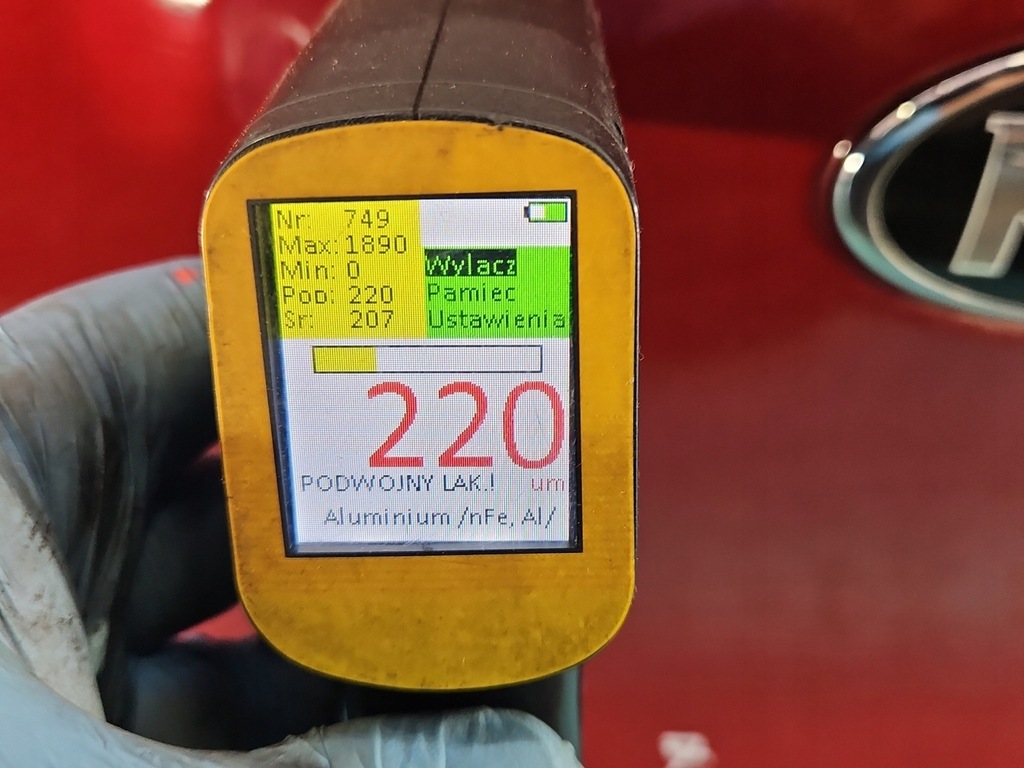 Nr: 749
Max: 1890
Min: 0
Pop: 220
Sr: 207
Wylacz
Pamiec
Ustawienia
220
PODWOJNY LAK.! um
Aluminium /nFe, Al/